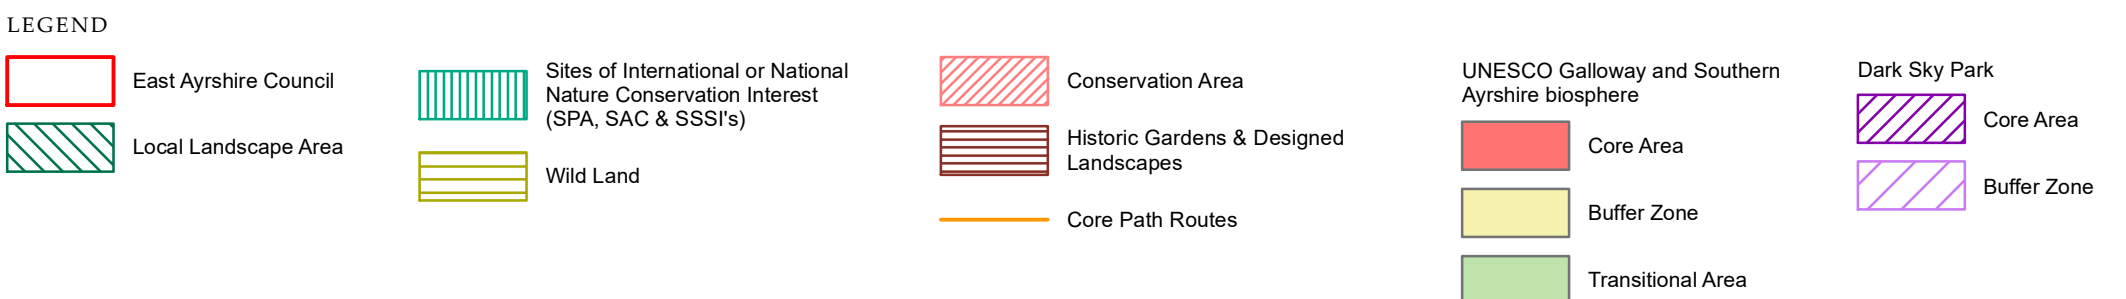 LEGEND
East Ayrshire Council
Local Landscape Area
Sites of International or National
Nature Conservation Interest
(SPA, SAC & SSSI's)
Wild Land
Conservation Area
Historic Gardens & Designed
Landscapes
Core Path Routes
UNESCO Galloway and Southern
Ayrshire biosphere
Core Area
Buffer Zone
Transitional Area
Dark Sky Park
Core Area
Buffer Zone